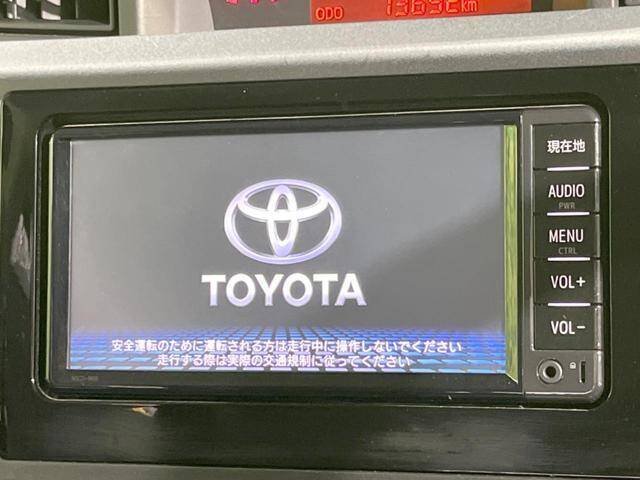 ODO 13692km
現在地
AUDIO
PWR
MENU
CTRL
VOL+
VOL-
TOYOTA
安全運転のために運転される方は走行中に操作しないでください
走行する際は実際の交通規制に従ってください